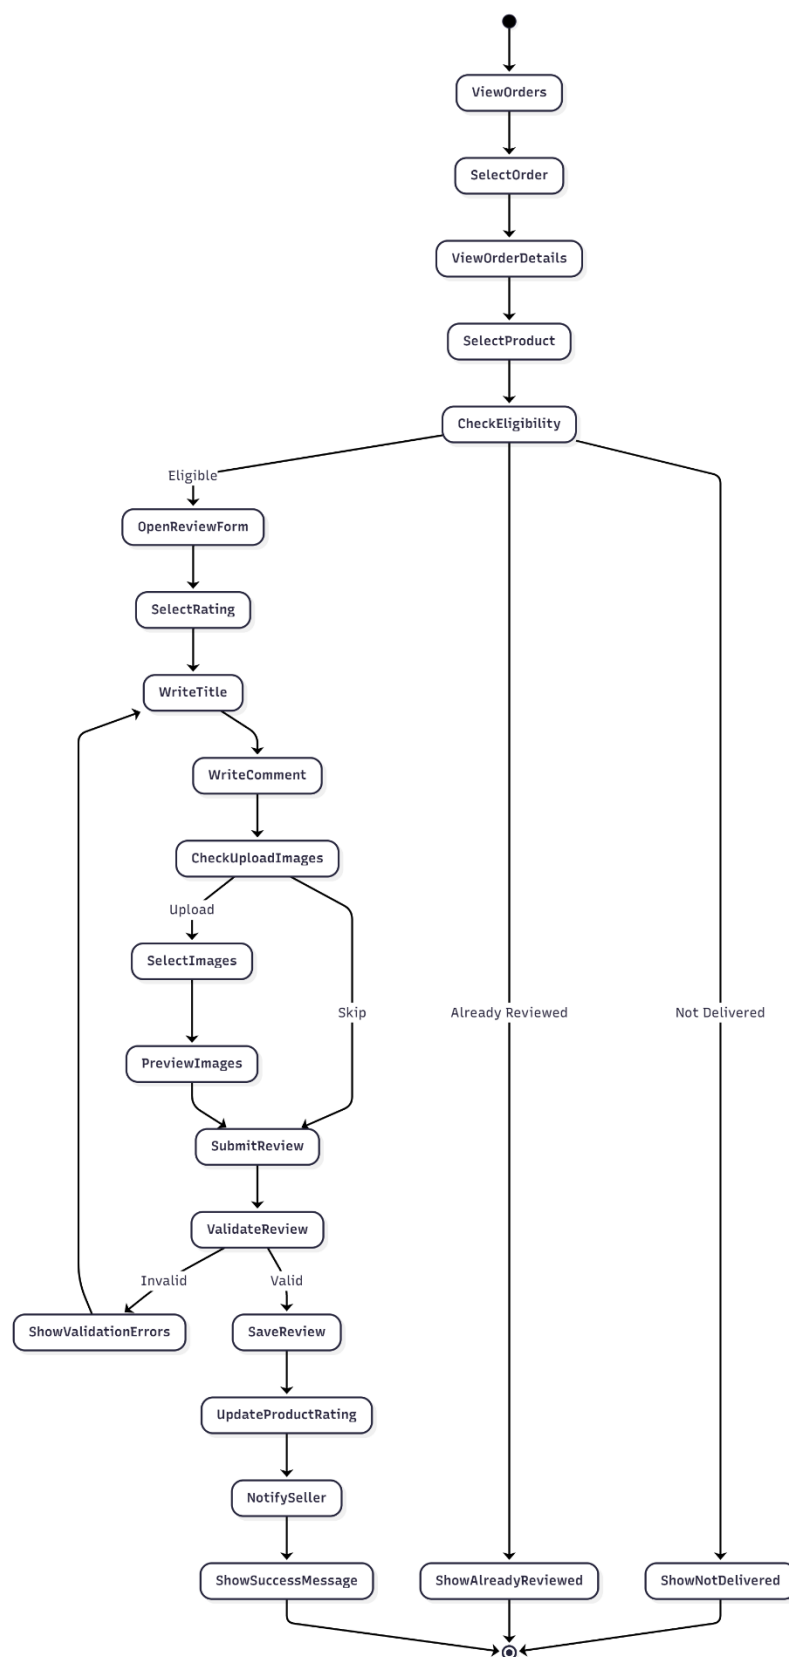 ViewOrders
SelectOrder
ViewOrderDetails
SelectProduct
CheckEligibility
Eligible
OpenReviewForm
SelectRating
WriteTitle
WriteComment
CheckUploadImages
Upload
SelectImages
Skip
Already Reviewed
Not Delivered
PreviewImages
SubmitReview
ValidateReview
Invalid
Valid
ShowValidationErrors
SaveReview
UpdateProductRating
NotifySeller
ShowSuccessMessage
ShowAlreadyReviewed
ShowNotDelivered